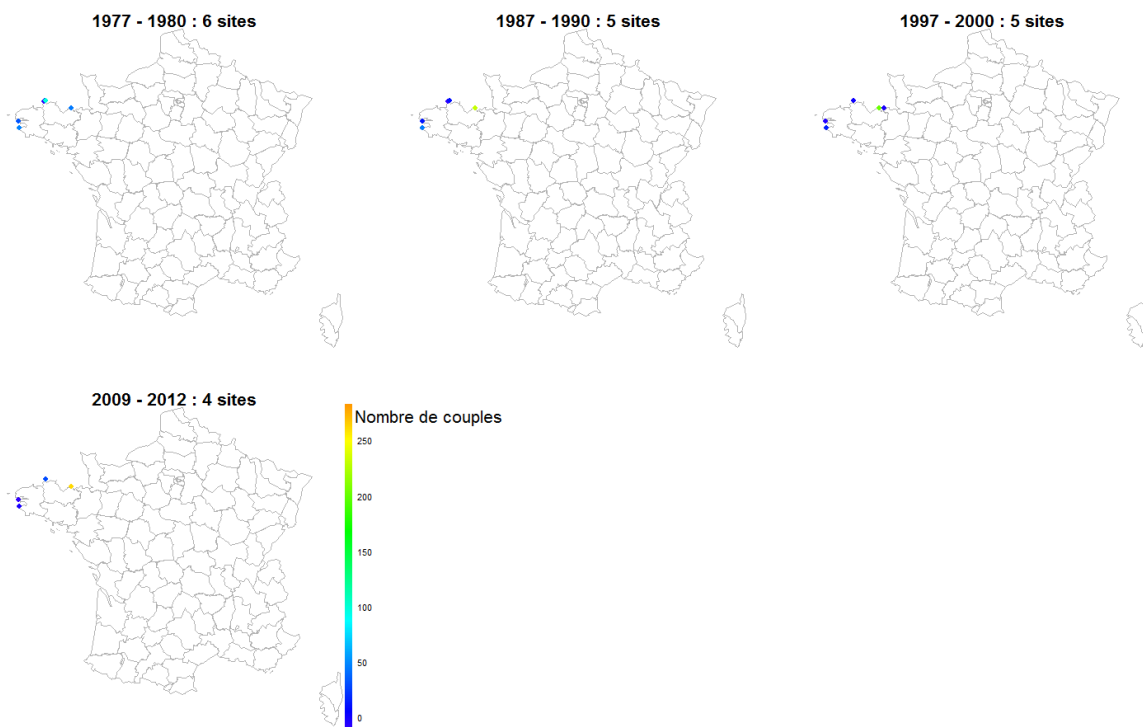 1977 - 1980 : 6 sites
1987 - 1990 : 5 sites
1997 - 2000 : 5 sites
2009 - 2012 : 4 sites
Nombre de couples
250
200
150
100
50
0